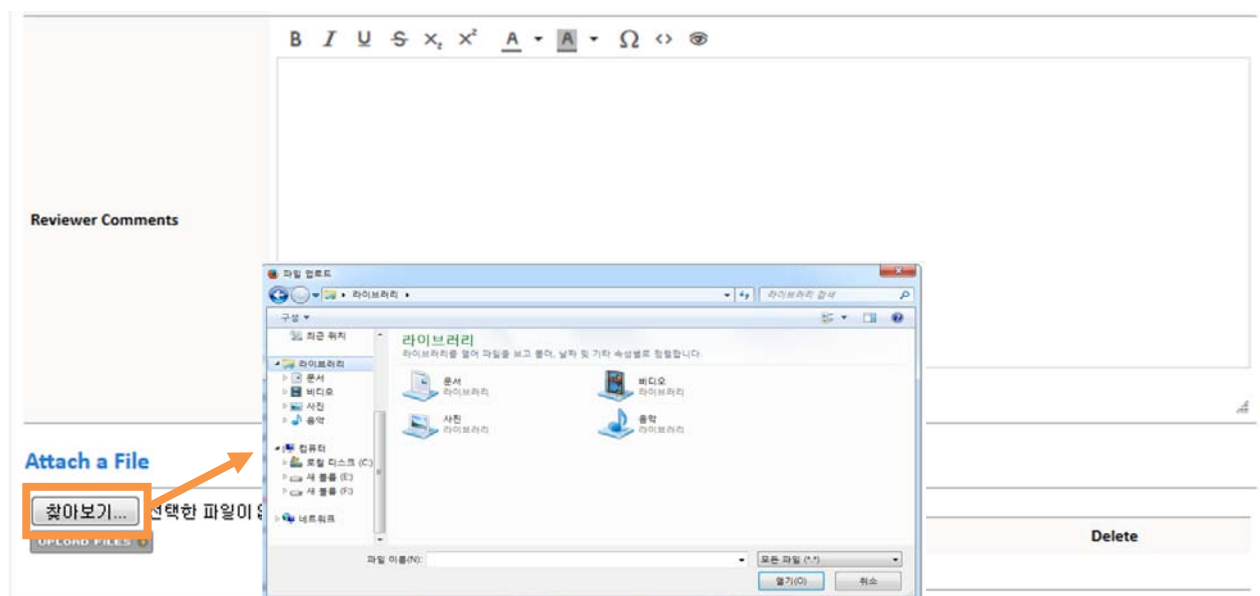 B I U S X₂ X² A A Ω <>
Reviewer Comments
파일 업로드
라이브러리
라이브러리 검색
구성
최근 위치
라이브러리
라이브러리를 열어 파일을 보고 폴더, 날짜 및 기타 속성별로 정렬합니다.
라이브러리
문서
비디오
사진
음악
문서
라이브러리
비디오
라이브러리
사진
라이브러리
음악
라이브러리
컴퓨터
로컬 디스크 (C:)
새 볼륨 (E:)
새 볼륨 (F:)
네트워크
Attach a File
찾아보기... 선택한 파일이
UPLOAD FILES
Delete
파일 이름(N):
모든 파일 (*.*)
열기(O) 취소